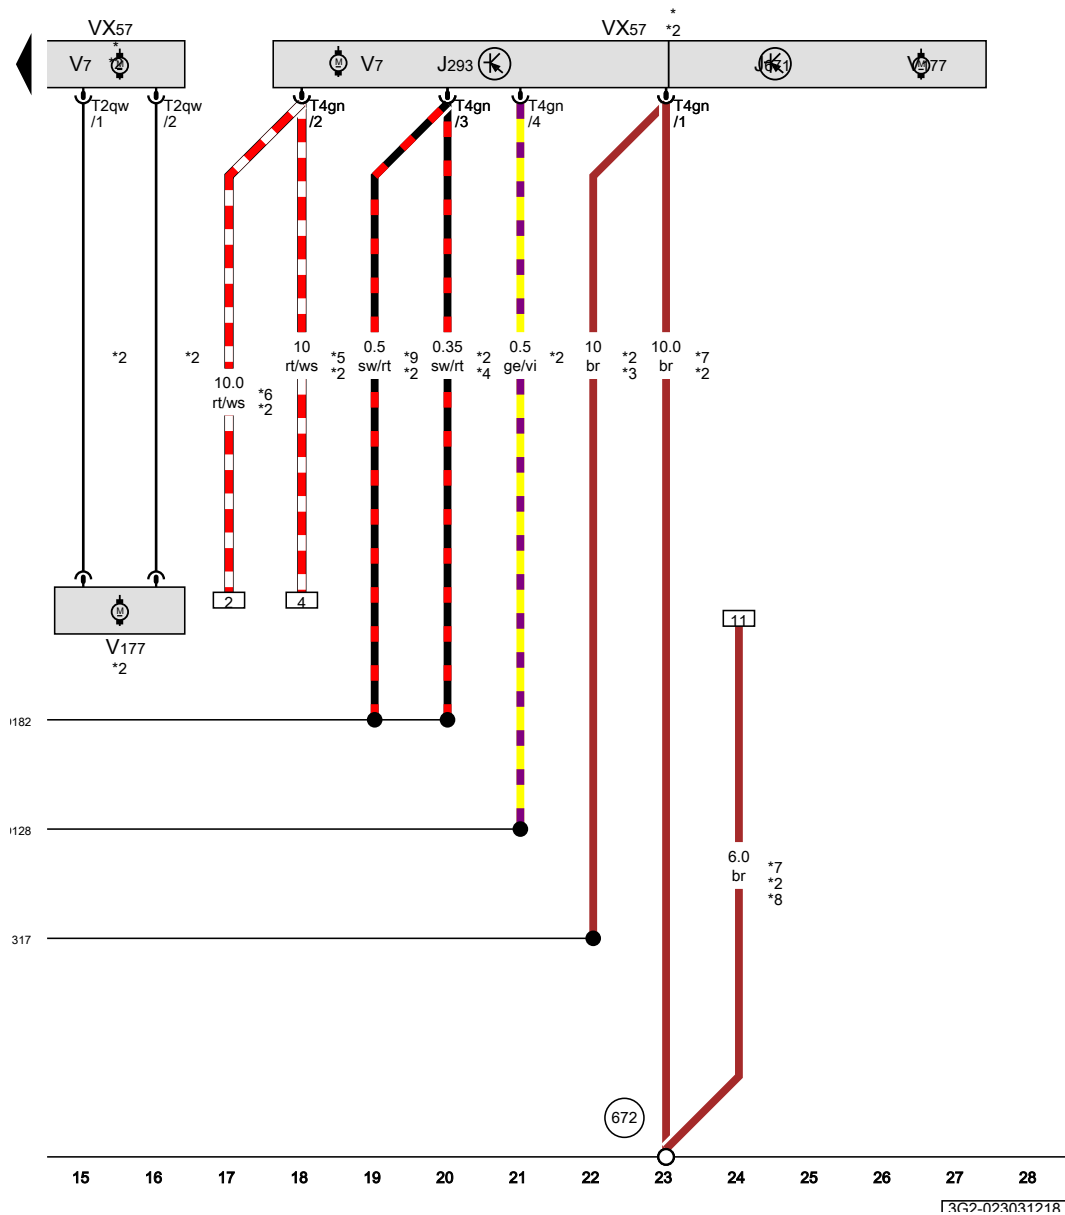 *
VX57 VX57 *2
*
V7 *2 V7 J293 J671 V177
M M M
T2qw T2qw T4gn T4gn T4gn T4gn
/1 /2 /2 /3 /4 /1
10 0.5 0.35 0.5 10 10.0
*2 *2 rt/ws *5 sw/rt *9 sw/rt *2 ge/vi *2 br *2 br *7
*2 *2 *4 *3 *2
10.0
rt/ws *6
*2
2 4
M
11
V177
*2
182
128
6.0
br *7
*2
*8
317
672
15 16 17 18 19 20 21 22 23 24 25 26 27 28
3G2-023031218